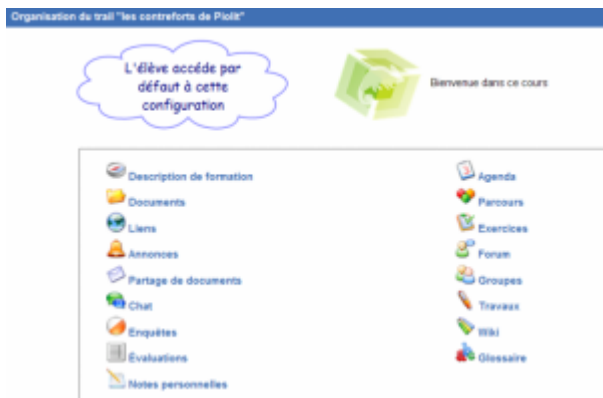 Organisation du trail "les contreforts de Piolit"
L'élève accéde par
défaut à cette
configuration
Bienvenue dans ce cours
Description de formation
Documents
Liens
Annonces
Partage de documents
Chat
Enquêtes
Évaluations
Notes personnelles
Agenda
Parcours
Exercices
Forum
Groupes
Travaux
Wiki
Glossaire